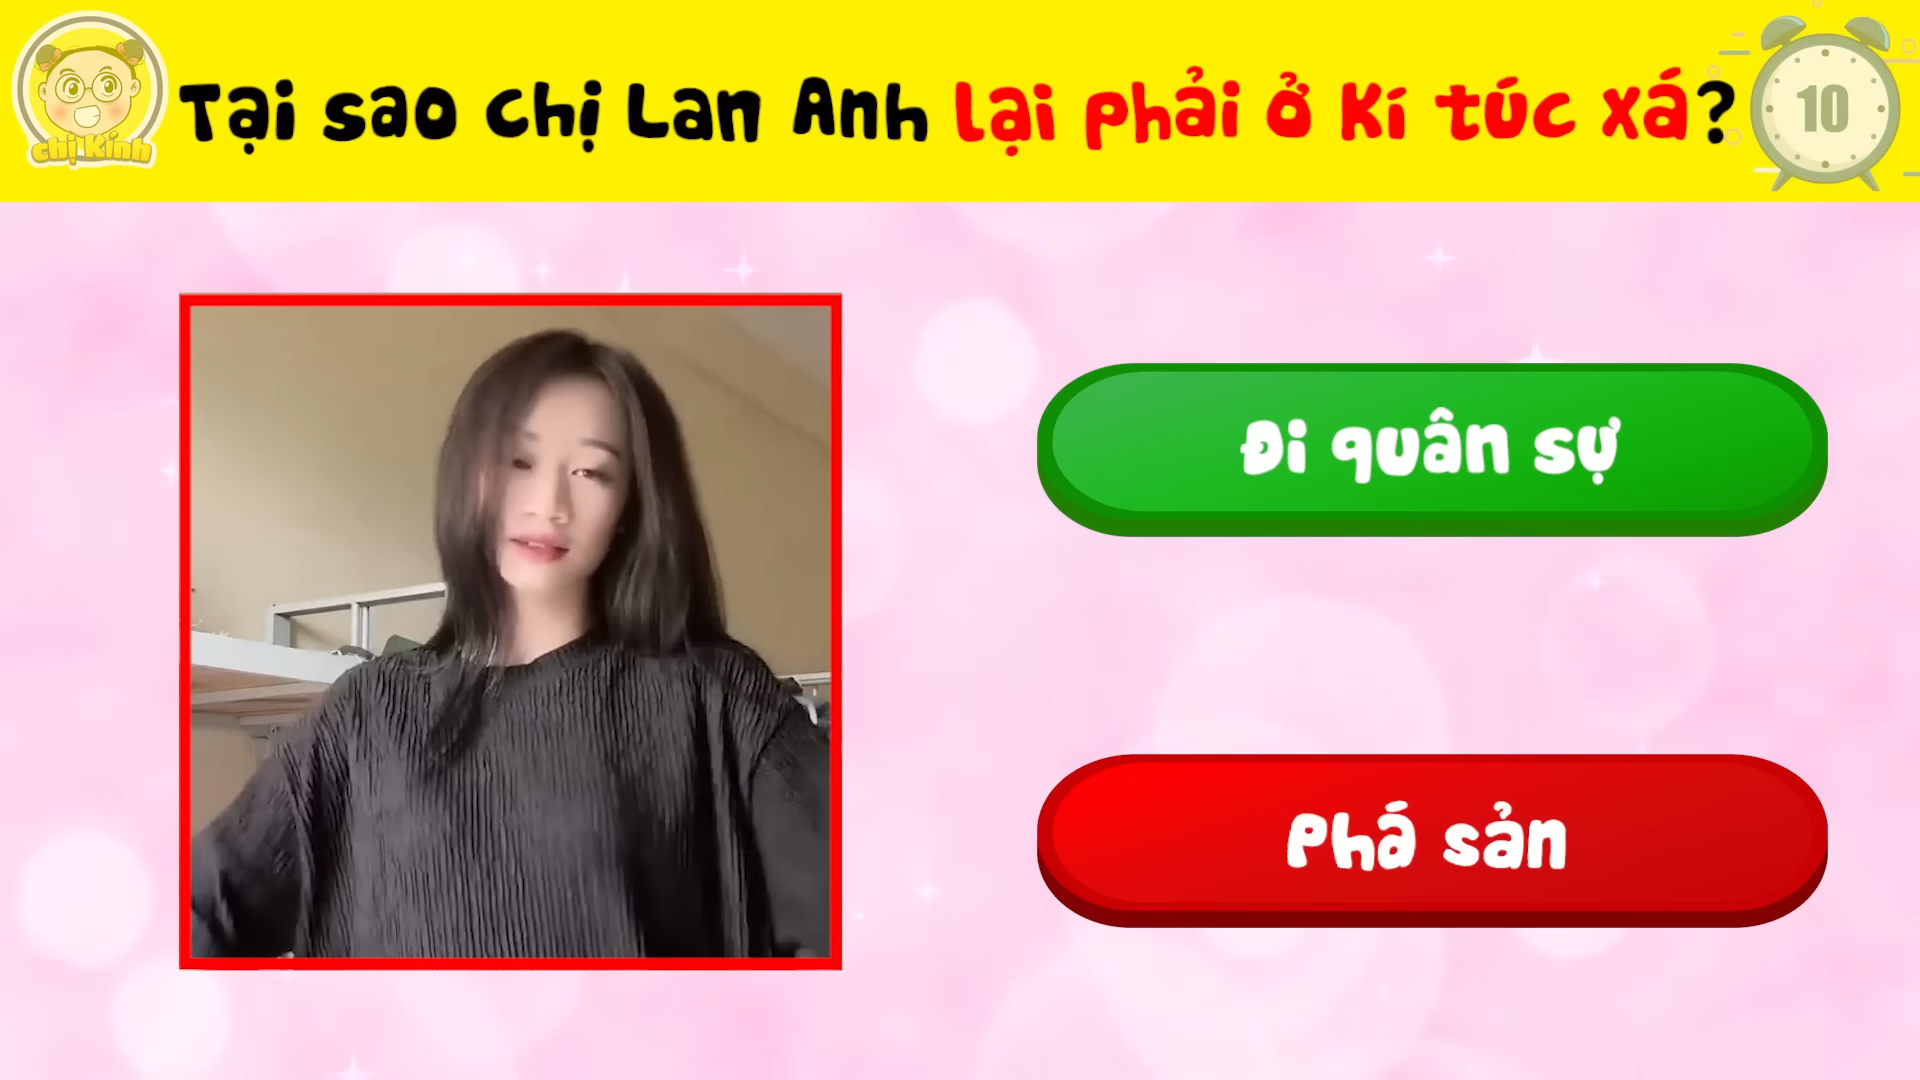 Tại sao chị Lan Anh lại phải ở Kí túc xá?
chị Kính
10
Đi quân sự
Phá sản